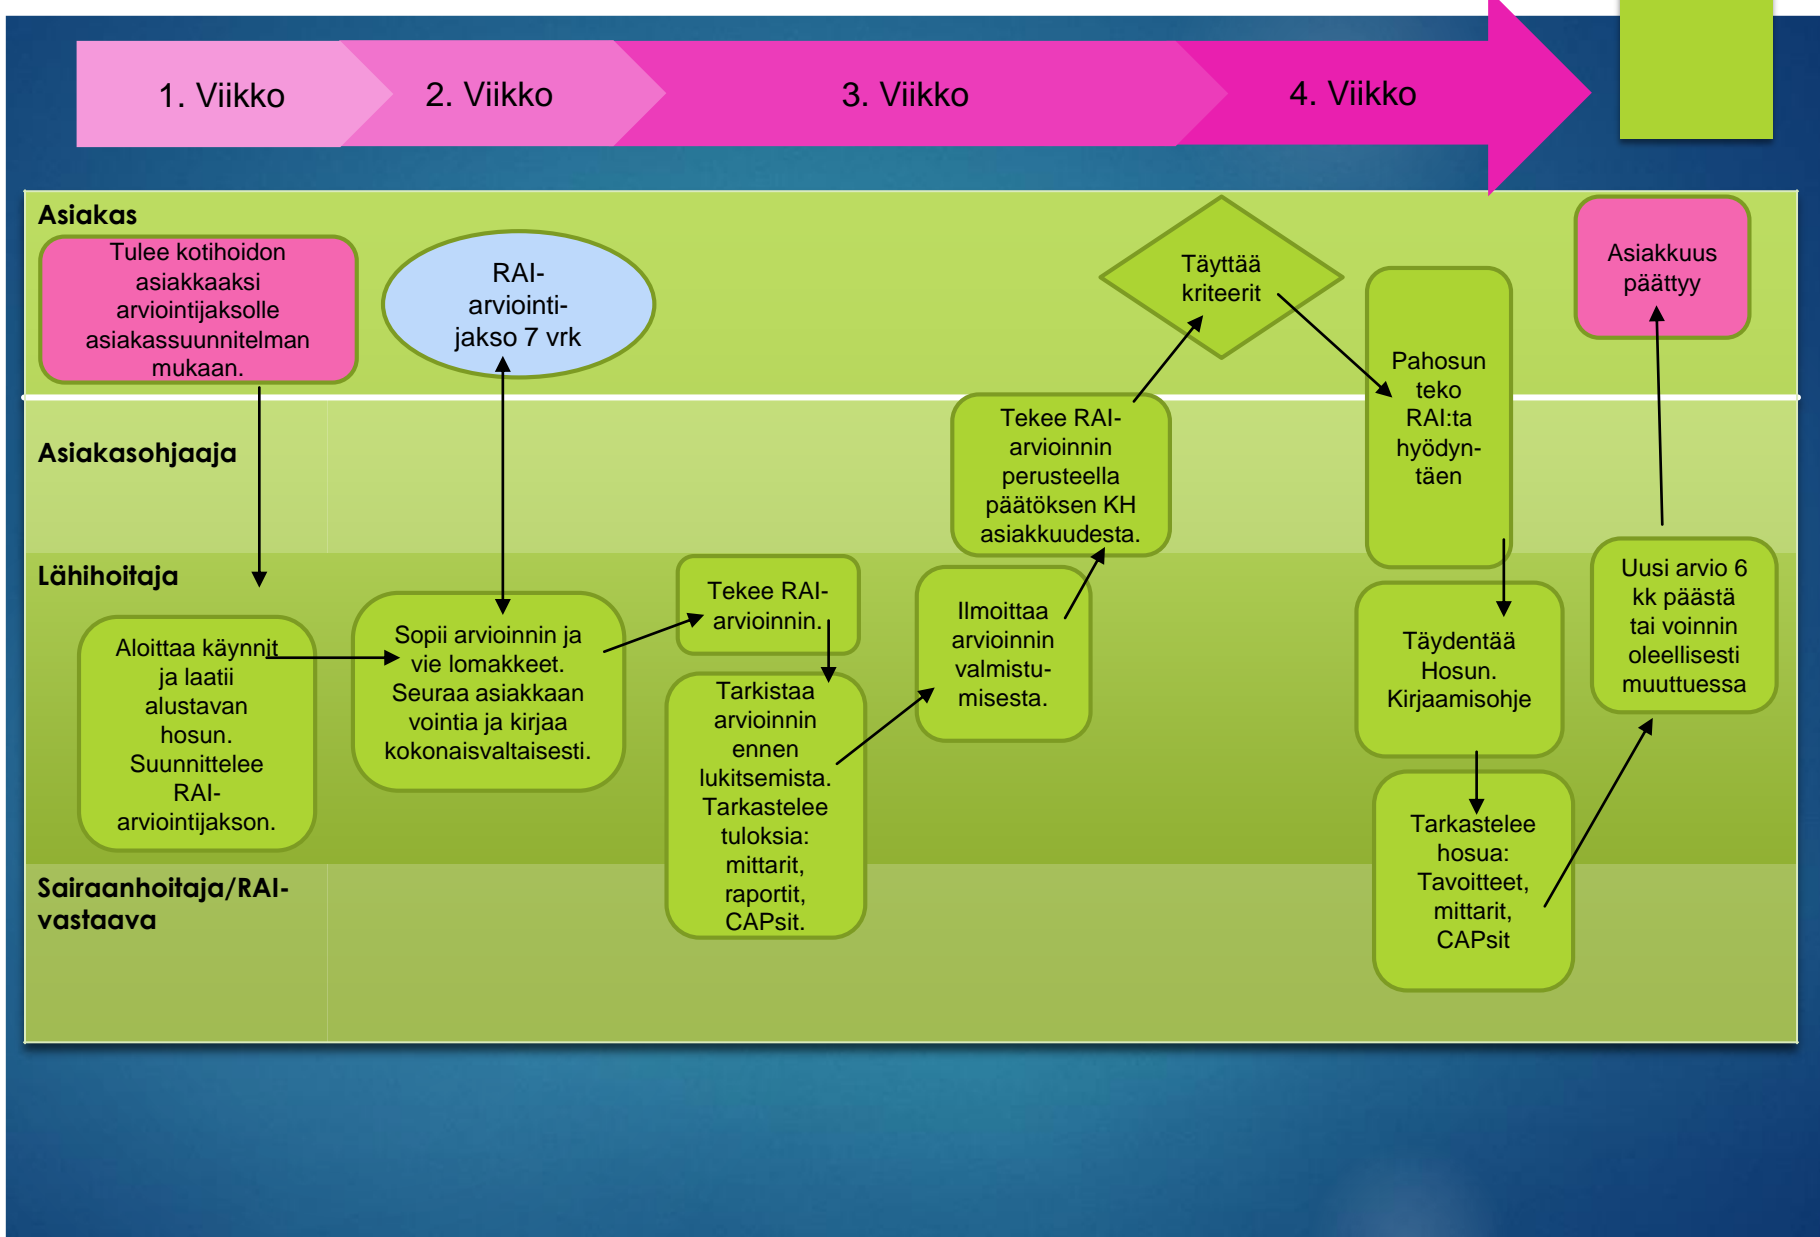 1. Viikko
2. Viikko
3. Viikko
4. Viikko
Asiakas
Tulee kotihoidon
asiakkaaksi
arviointijaksolle
asiakassuunnitelman
mukaan.
RAI-
arviointi-
jakso 7 vrk
Täyttää
kriteerit
Asiakkuus
päättyy
Pahosun
teko
RAI:ta
hyödyn-
täen
Asiakasohjaaja
Tekee RAI-
arvioinnin
perusteella
päätöksen KH
asiakkuudesta.
Lähihoitaja
Aloittaa käynnit
ja laatii
alustavan
hosun.
Suunnittelee
RAI-
arviointijakson.
Sopii arvioinnin ja
vie lomakkeet.
Seuraa asiakkaan
vointia ja kirjaa
kokonaisvaltaisesti.
Tekee RAI-
arvioinnin.
Tarkistaa
arvioinnin
ennen
lukitsemista.
Tarkastelee
tuloksia:
mittarit,
raportit,
CAPsit.
Ilmoittaa
arvioinnin
valmistu-
misesta.
Täydentää
Hosun.
Kirjaamisohje
Uusi arvio 6
kk päästä
tai voinnin
oleellisesti
muuttuessa
Tarkastelee
hosua:
Tavoitteet,
mittarit,
CAPsit
Sairaanhoitaja/RAI-
vastaava